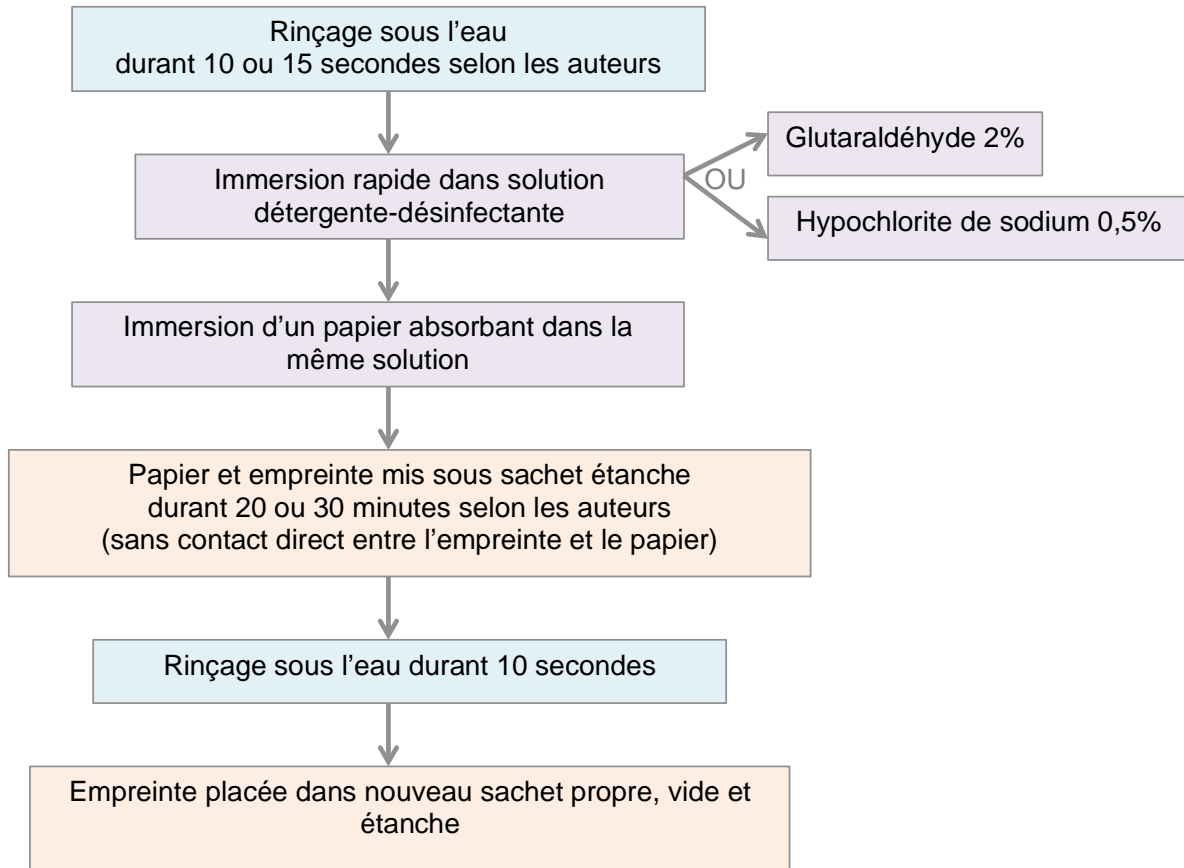 Rinçage sous l’eau
durant 10 ou 15 secondes selon les auteurs
Immersion rapide dans solution
détergente-désinfectante
OU
Glutaraldéhyde 2%
Hypochlorite de sodium 0,5%
Immersion d’un papier absorbant dans la
même solution
Papier et empreinte mis sous sachet étanche
durant 20 ou 30 minutes selon les auteurs
(sans contact direct entre l’empreinte et le papier)
Rinçage sous l’eau durant 10 secondes
Empreinte placée dans nouveau sachet propre, vide et
étanche